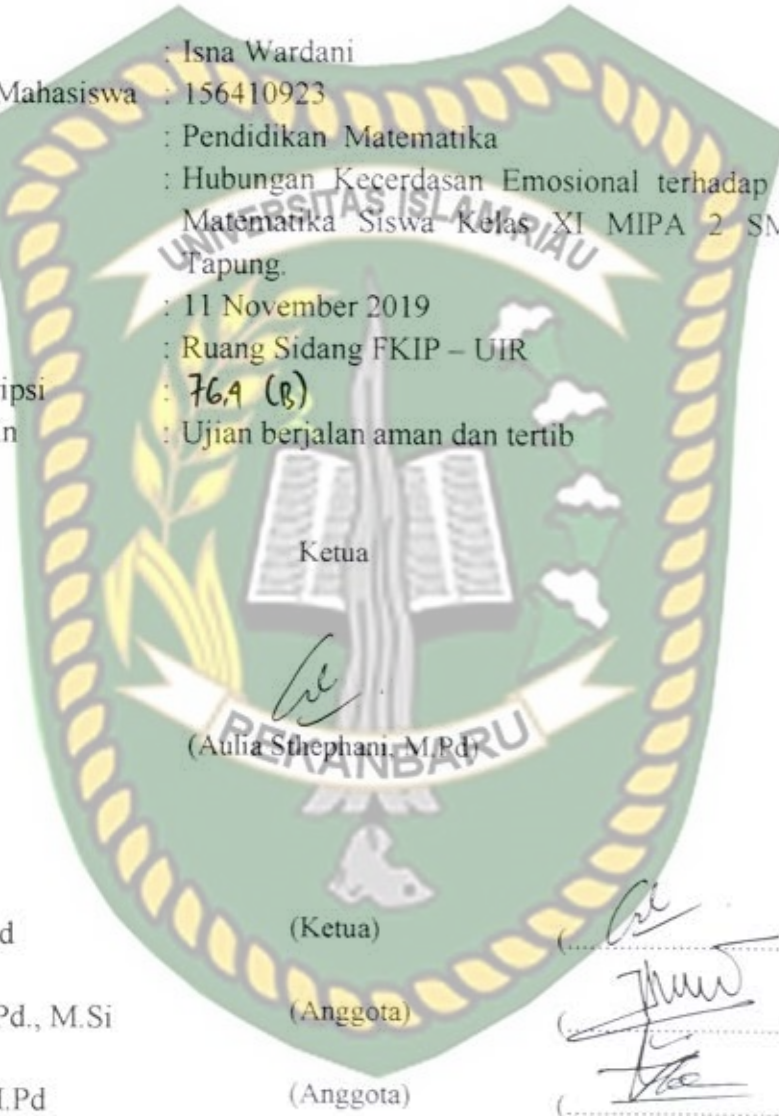 : Isna Wardani
Mahasiswa : 156410923
: Pendidikan Matematika
: Hubungan Kecerdasan Emosional terhadap
Matematika Siswa Kelas XI MIPA 2 SM
Tapung.
UNIVERSITAS ISLAM RIAU
: 11 November 2019
: Ruang Sidang FKIP – UIR
ipsi : 76,9 (B)
n : Ujian berjalan aman dan tertib
Ketua
(Aulia Sthephani, M.Pd)
PEKANBARU
d (Ketua) (..............
Pd., M.Si (Anggota) (..............
M.Pd (Anggota) (..............